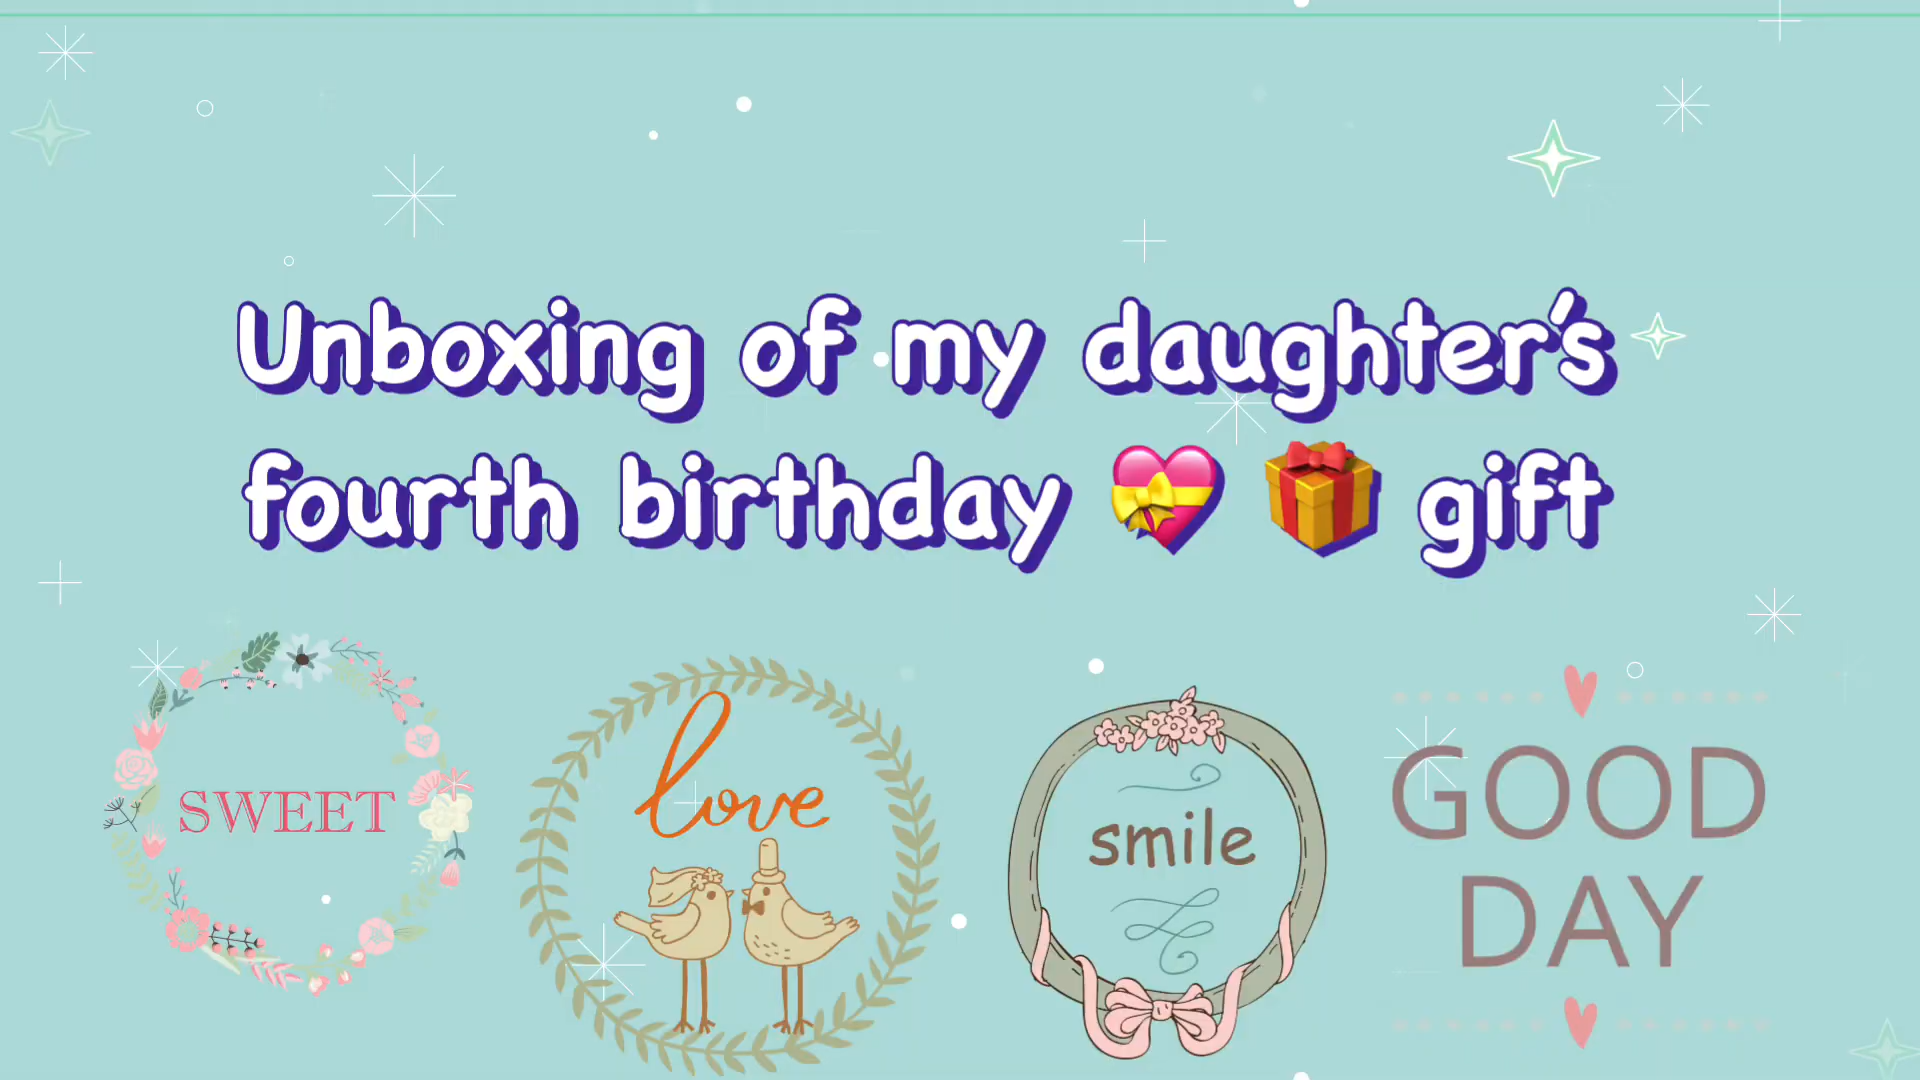 Unboxing of my daughter's
fourth birthday 💝 🎁 gift
SWEET
love
smile
GOOD
DAY